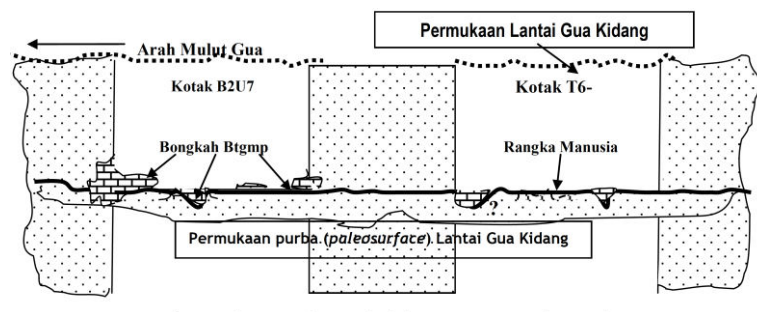 Permukaan Lantai Gua Kidang
Arah Mulut Gua
Kotak B2U7
Kotak T6-
Bongkah Btgmp
Rangka Manusia
?
Permukaan purba (paleosurface) Lantai Gua Kidang